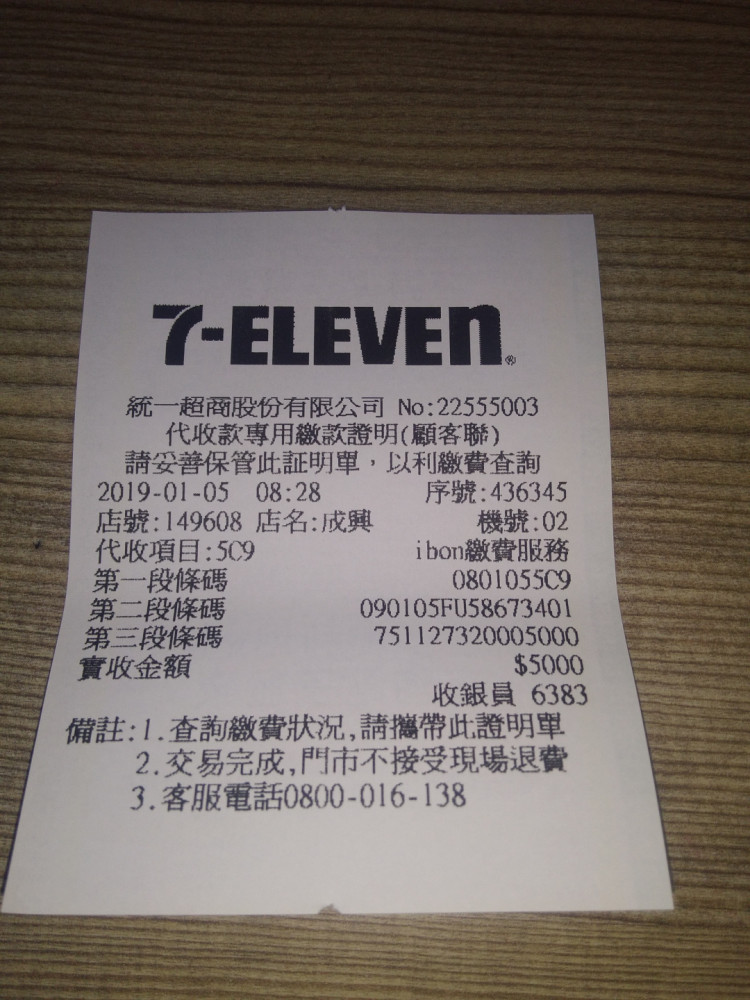 7-ELEVEn®
統一超商股份有限公司 No:22555003
代收款專用繳款證明(顧客聯)
請妥善保管此証明單，以利繳費查詢
2019-01-05 08:28 序號:436345
店號:149608 店名:成興 機號:02
代收項目:5C9 ibon繳費服務
第一段條碼 0801055C9
第二段條碼 090105FU58673401
第三段條碼 751127320005000
實收金額 $5000
收銀員 6383
備註:1.查詢繳費狀況,請攜帶此證明單
2.交易完成,門市不接受現場退費
3.客服電話0800-016-138